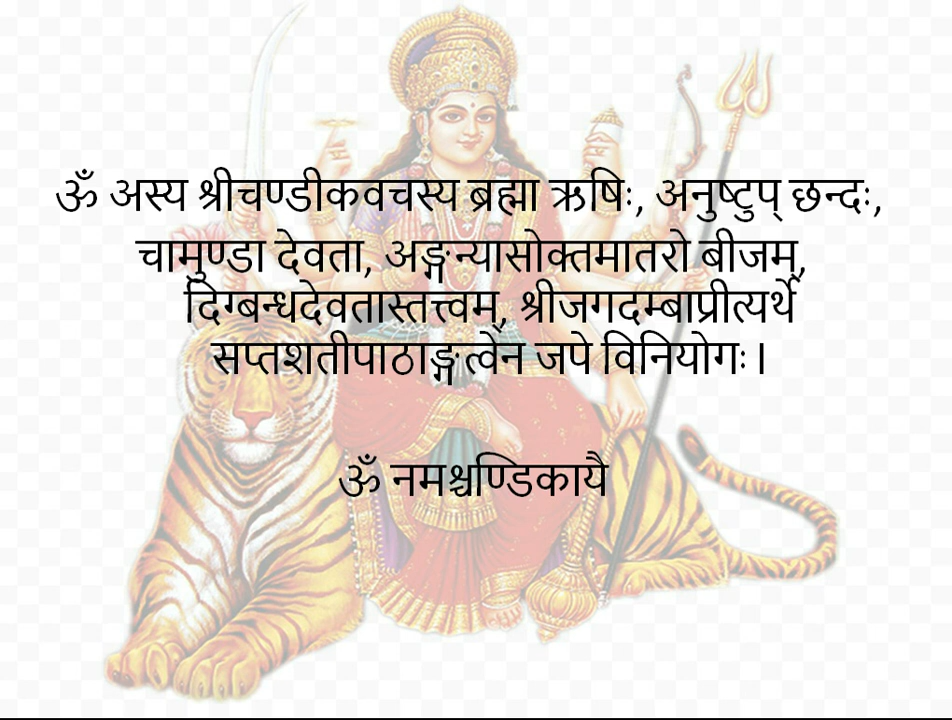 ॐ अस्य श्रीचण्डीकवचस्य ब्रह्मा ऋषिः, अनुष्टुप् छन्दः,
चामुण्डा देवता, अङ्गन्यासोक्तमातरो बीजम्,
दिग्बन्धदेवतास्तत्त्वम्, श्रीजगदम्बाप्रीत्यर्थे
सप्तशतीपाठाङ्गत्वेन जपे विनियोगः ।
ॐ नमश्चण्डिकायै